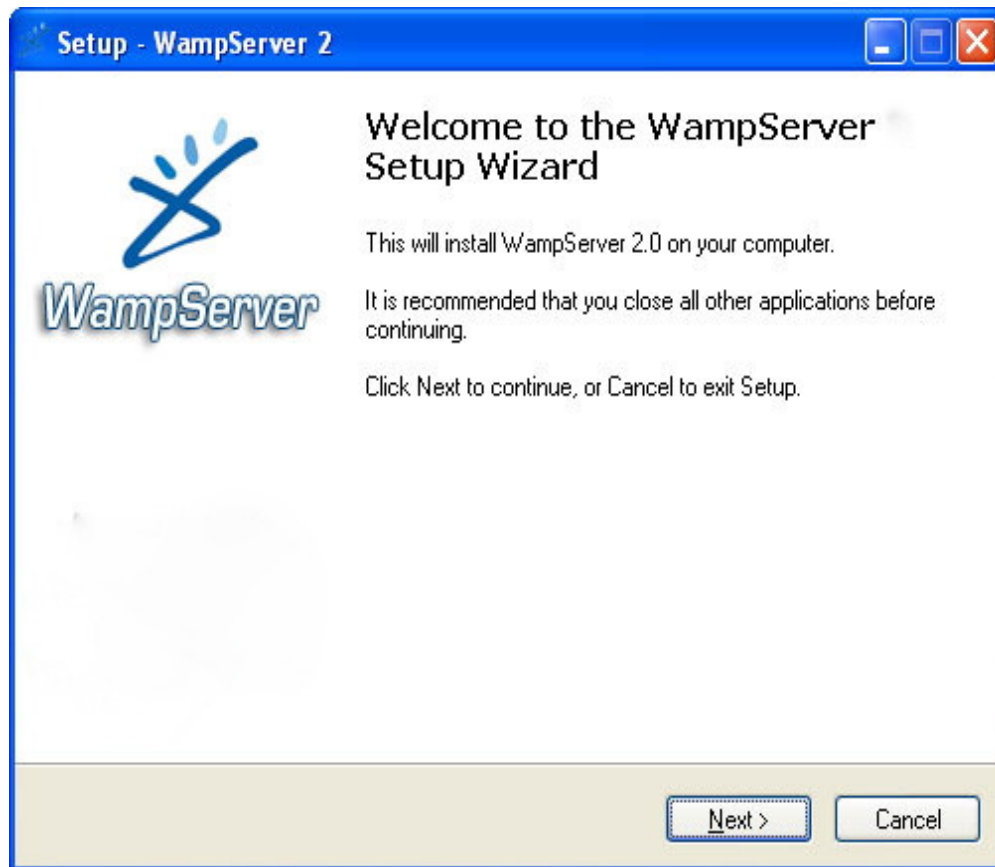 Setup - WampServer 2
Welcome to the WampServer
Setup Wizard
This will install WampServer 2.0 on your computer.
It is recommended that you close all other applications before
continuing.
Click Next to continue, or Cancel to exit Setup.
WampServer
Next >
Cancel